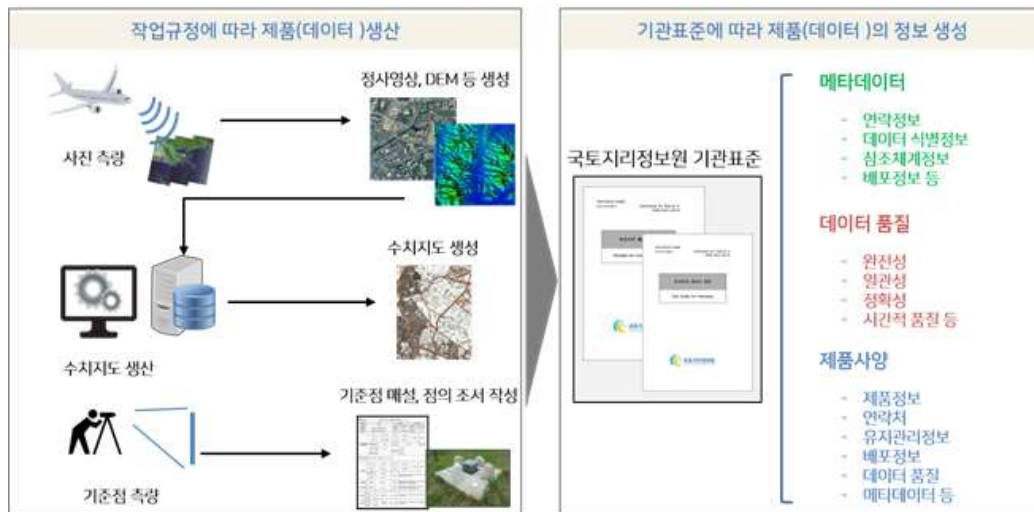 작업규정에 따라 제품(데이터 )생산
정사영상, DEM 등 생성
사진 측량
수치지도 생성
수치지도 생산
기준점 매설, 점의 조서 작성
기준점 측량
기관표준에 따라 제품(데이터 )의 정보 생성
국토지리정보원 기관표준
메타데이터
- 연락정보
- 데이터 식별정보
- 참조체계정보
- 배포정보 등
데이터 품질
- 완전성
- 일관성
- 정확성
- 시간적 품질 등
제품사양
- 제품정보
- 연락처
- 유지관리정보
- 배포정보
- 데이터 품질
- 메타데이터 등